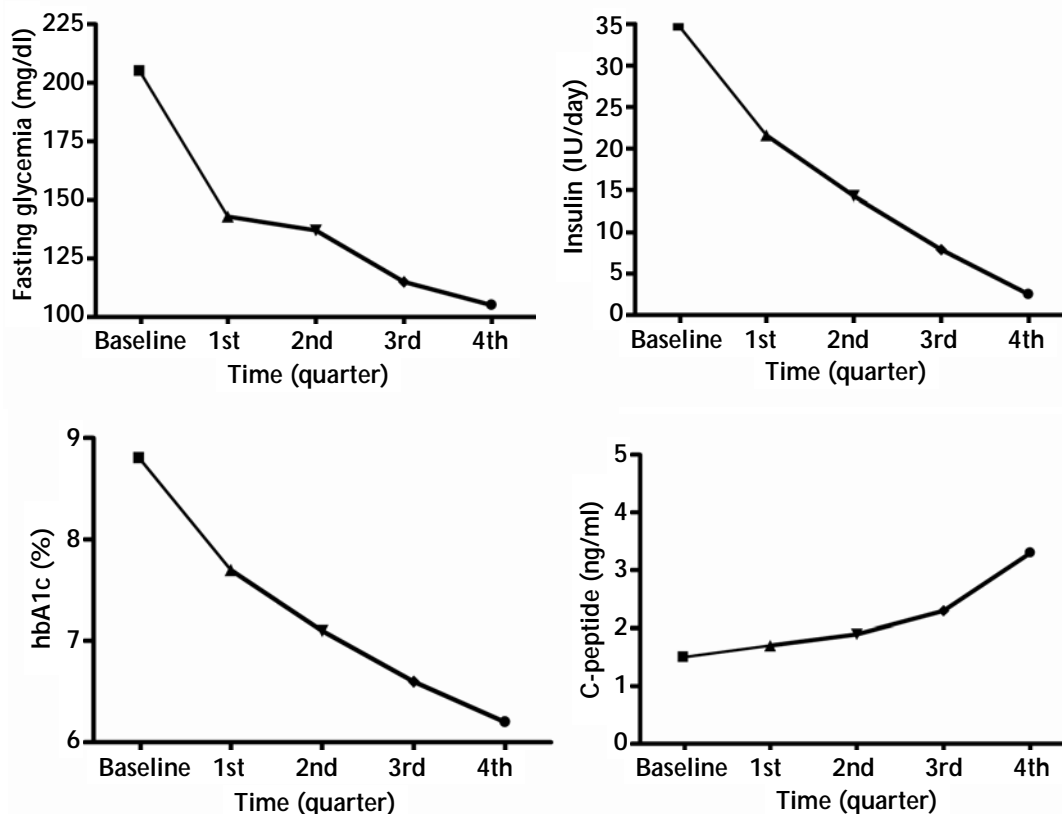 Fasting glycemia (mg/dl)
225
200
175
150
125
100
Baseline 1st 2nd 3rd 4th
Time (quarter)
Insulin (IU/day)
35
30
25
20
15
10
5
0
Baseline 1st 2nd 3rd 4th
Time (quarter)
hbA1c (%)
9
8
7
6
Baseline 1st 2nd 3rd 4th
Time (quarter)
C-peptide (ng/ml)
5
4
3
2
1
0
Baseline 1st 2nd 3rd 4th
Time (quarter)